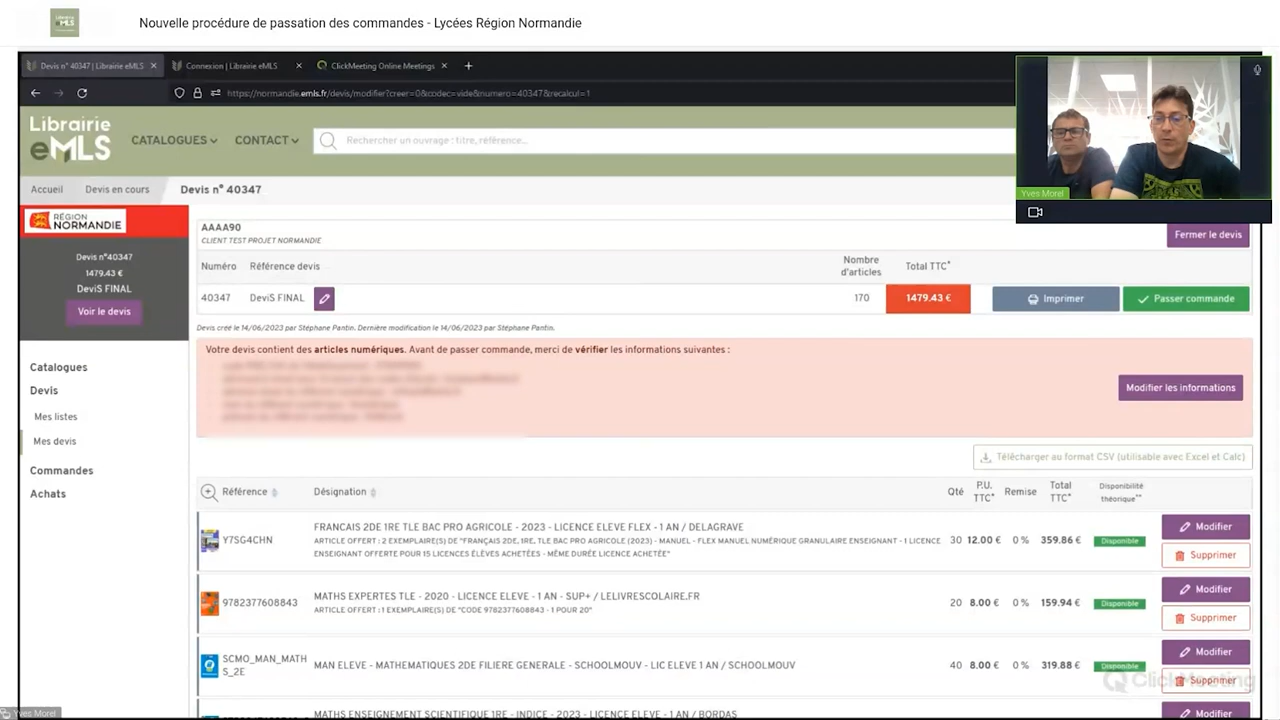 Librairie
eMLS
Nouvelle procédure de passation des commandes - Lycées Région Normandie
Devis n° 40347 | Librairie eMLS
Connexion | Librairie eMLS
ClickMeeting Online Meetings
https://normandie.emls.fr/devis/modifier?creer=0&codec=vide&numero=40347&recalcul=1
Librairie
eMLS
CATALOGUES
CONTACT
Rechercher un ouvrage : titre, référence...
Yves Morel
Accueil
Devis en cours
Devis n° 40347
RÉGION
NORMANDIE
Devis n°40347
1479.43 €
DeviS FINAL
Voir le devis
Catalogues
Devis
Mes listes
Mes devis
Commandes
Achats
AAAA90
CLIENT TEST PROJET NORMANDIE
Fermer le devis
Numéro Référence devis Nombre d'articles Total TTC*
40347 DeviS FINAL 170 1479.43 € Imprimer Passer commande
Devis créé le 14/06/2023 par Stéphane Pantin. Dernière modification le 14/06/2023 par Stéphane Pantin.
Votre devis contient des articles numériques. Avant de passer commande, merci de vérifier les informations suivantes :
Modifier les informations
Télécharger au format CSV (utilisable avec Excel et Calc)
Référence Désignation Qté P.U. TTC* Remise Total TTC* Disponibilité théorique**
FRANCAIS 2DE 1RE TLE BAC PRO AGRICOLE - 2023 - LICENCE ELEVE FLEX - 1 AN / DELAGRAVE
Y7SG4CHN
ARTICLE OFFERT : 2 EXEMPLAIRE(S) DE "FRANÇAIS 2DE, 1RE, TLE BAC PRO AGRICOLE (2023) - MANUEL - FLEX MANUEL NUMÉRIQUE GRANULAIRE ENSEIGNANT - 1 LICENCE
ENSEIGNANT OFFERTE POUR 15 LICENCES ÉLÈVES ACHETÉES - MÊME DURÉE LICENCE ACHETÉE"
30 12.00 € 0 % 359.86 € Disponible
Modifier
Supprimer
MATHS EXPERTES TLE - 2020 - LICENCE ELEVE - 1 AN - SUP+ / LELIVRESCOLAIRE.FR
9782377608843
ARTICLE OFFERT : 1 EXEMPLAIRE(S) DE "CODE 9782377608843 - 1 POUR 20"
20 8.00 € 0 % 159.94 € Disponible
Modifier
Supprimer
SCMO_MAN_MATH
S_2E
MAN ELEVE - MATHEMATIQUES 2DE FILIERE GENERALE - SCHOOLMOUV - LIC ELEVE 1 AN / SCHOOLMOUV
40 8.00 € 0 % 319.88 € Disponible
Modifier
Supprimer
ClickMeeting
MATHS ENSEIGNEMENT SCIENTIFIQUE 1RE - INDICE - 2023 - LICENCE ELEVE - 1 AN / BORDAS
Modifier
Yves Morel